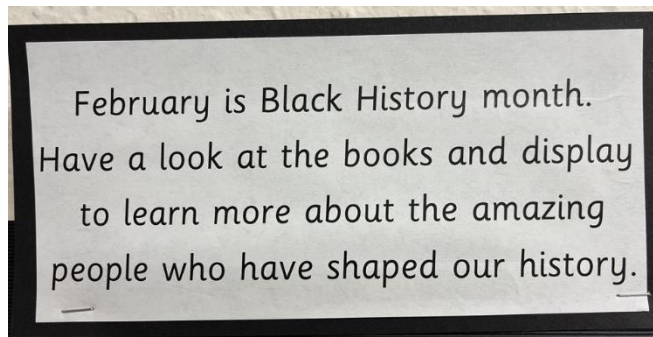 February is Black History month.
Have a look at the books and display
to learn more about the amazing
people who have shaped our history.